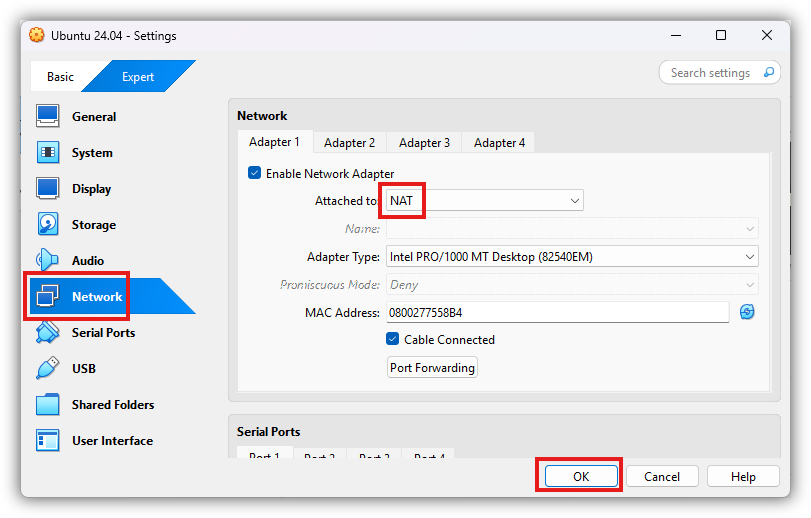 Ubuntu 24.04 - Settings
Basic
Expert
Search settings
General
System
Display
Storage
Audio
Network
Serial Ports
USB
Shared Folders
User Interface
Network
Adapter 1 Adapter 2 Adapter 3 Adapter 4
Enable Network Adapter
Attached to: NAT
Name:
Adapter Type: Intel PRO/1000 MT Desktop (82540EM)
Promiscuous Mode: Deny
MAC Address: 0800277558B4
Cable Connected
Port Forwarding
Serial Ports
Port 1 Port 2 Port 3 Port 4
OK Cancel Help